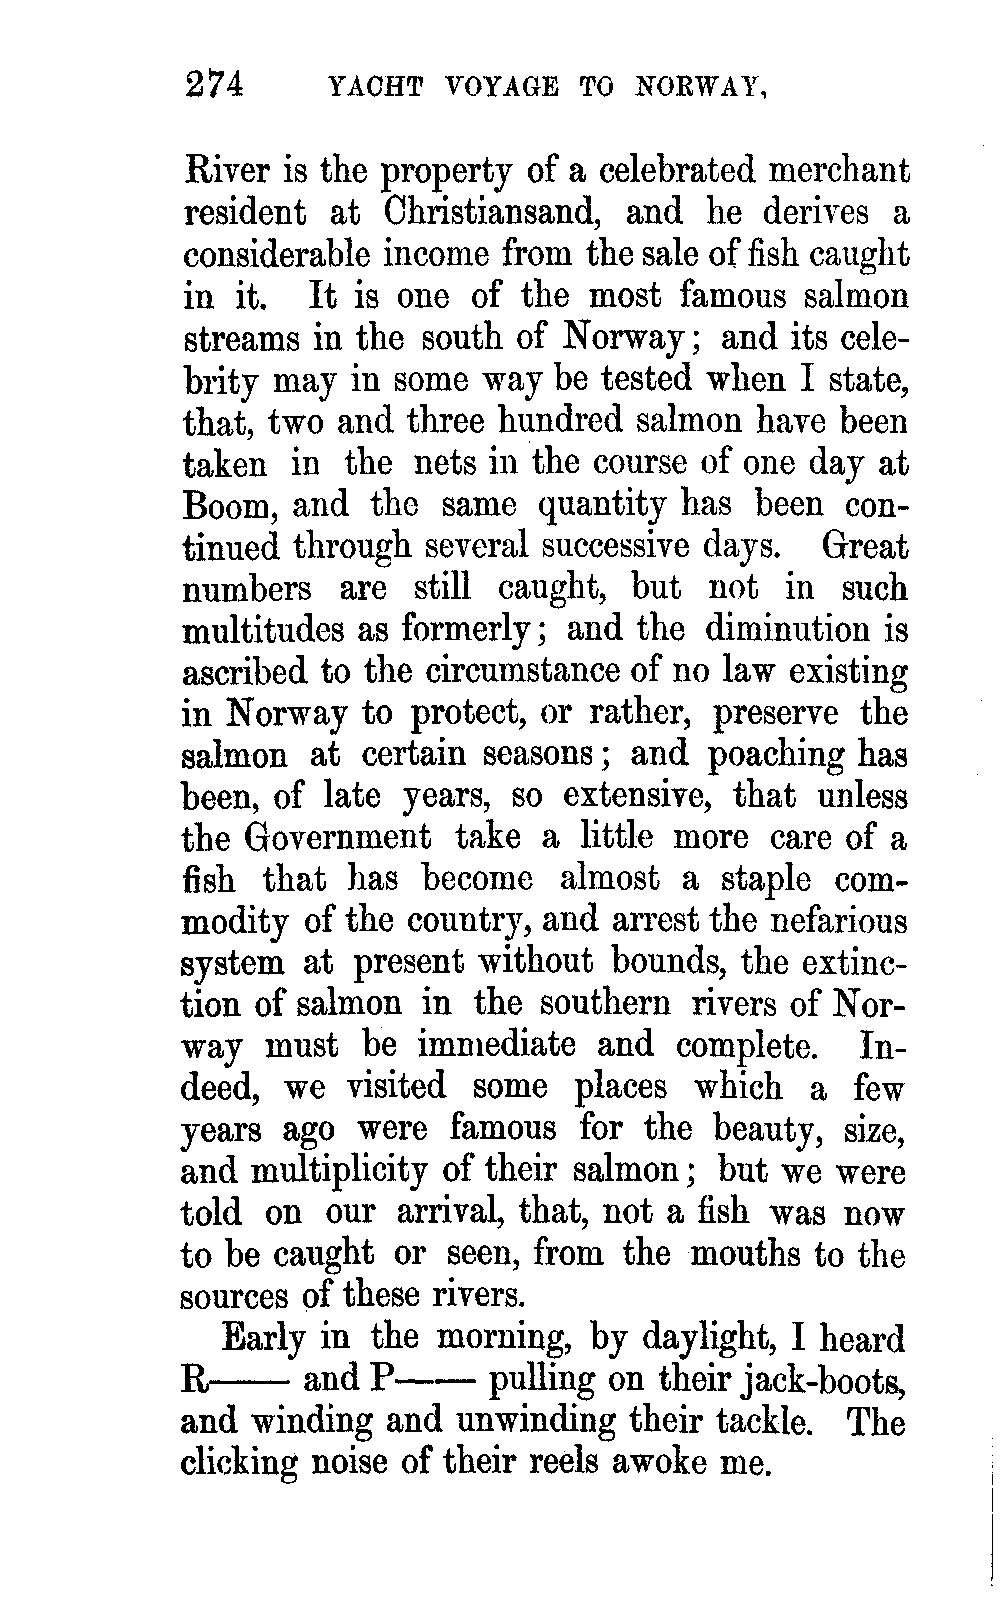 274 YACHT VOYAGE TO NORWAY,
River is the property of a celebrated merchant
resident at Christiansand, and he derives a
considerable income from the sale of fish caught
in it. It is one of the most famous salmon
streams in the south of Norway; and its cele-
brity may in some way be tested when I state,
that, two and three hundred salmon have been
taken in the nets in the course of one day at
Boom, and the same quantity has been con-
tinued through several successive days. Great
numbers are still caught, but not in such
multitudes as formerly; and the diminution is
ascribed to the circumstance of no law existing
in Norway to protect, or rather, preserve the
salmon at certain seasons; and poaching has
been, of late years, so extensive, that unless
the Government take a little more care of a
fish that has become almost a staple com-
modity of the country, and arrest the nefarious
system at present without bounds, the extinc-
tion of salmon in the southern rivers of Nor-
way must be immediate and complete. In-
deed, we visited some places which a few
years ago were famous for the beauty, size,
and multiplicity of their salmon; but we were
told on our arrival, that, not a fish was now
to be caught or seen, from the mouths to the
sources of these rivers.
Early in the morning, by daylight, I heard
R—— and P—— pulling on their jack-boots,
and winding and unwinding their tackle. The
clicking noise of their reels awoke me.